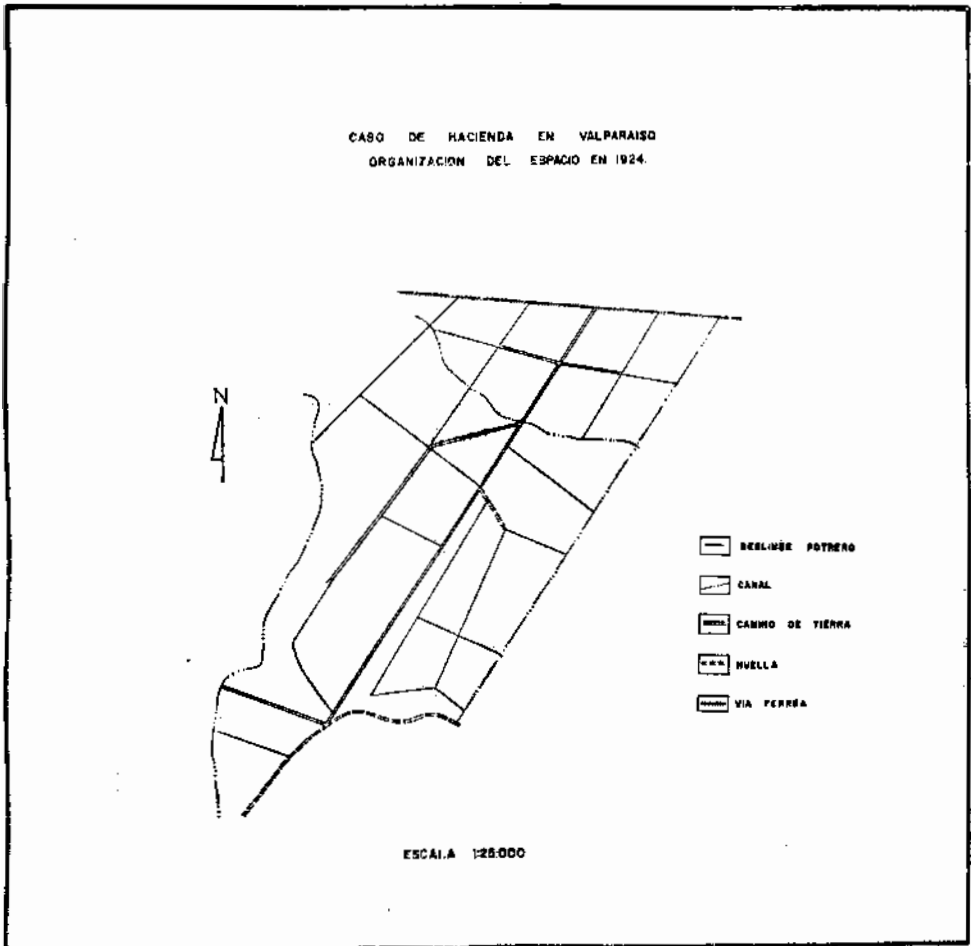 CASO DE HACIENDA EN VALPARAISO
ORGANIZACION DEL ESPACIO EN 1924.
N
DESLINDE POTRERO
CANAL
CAMINO DE TIERRA
HUELLA
VIA FERREA
ESCALA 1:25.000